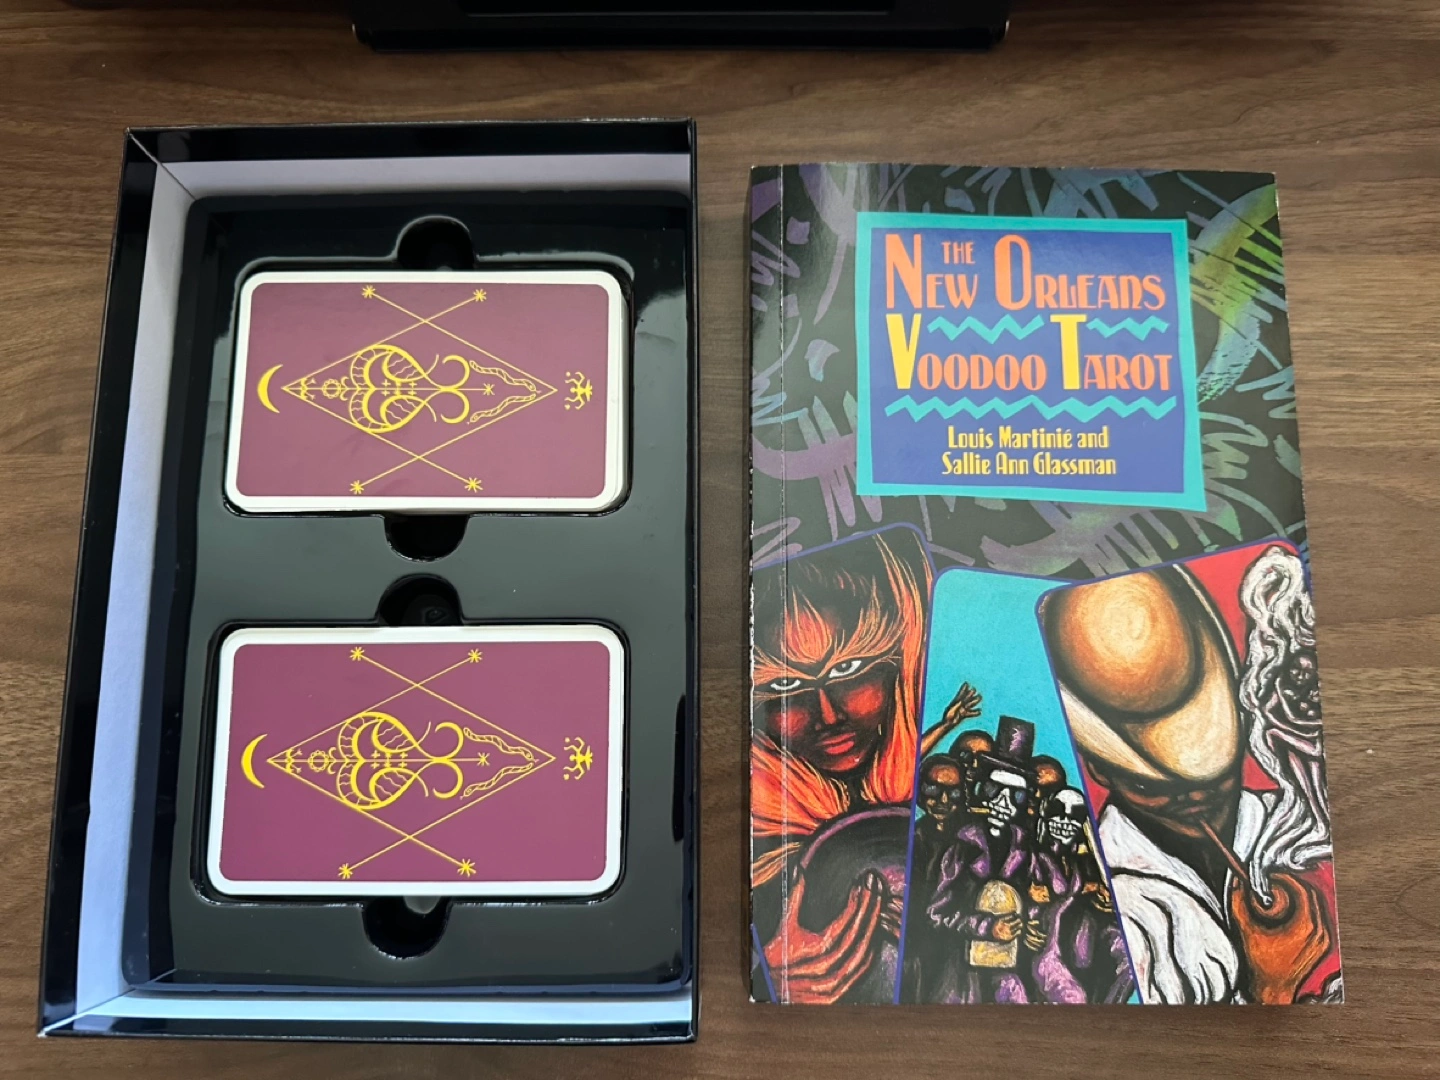 THE
NEW ORLEANS
VOODOO TAROT
Louis Martinié and
Sallie Ann Glassman